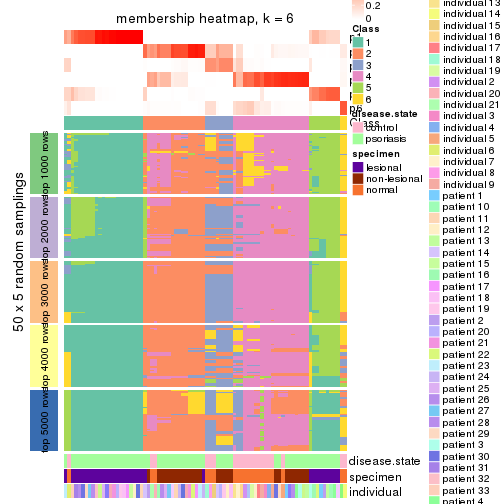 membership heatmap, k = 6
0.2
0
Class
1
2
3
4
5
6
disease.state
control
psoriasis
specimen
lesional
non-lesional
normal
50 x 5 random samplings
top 1000 rows
top 2000 rows
top 3000 rows
top 4000 rows
top 5000 rows
disease.state
specimen
individual
individual 13
individual 14
individual 15
individual 16
individual 17
individual 18
individual 19
individual 2
individual 20
individual 21
individual 3
individual 4
individual 5
individual 6
individual 7
individual 8
individual 9
patient 1
patient 10
patient 11
patient 12
patient 13
patient 14
patient 15
patient 16
patient 17
patient 18
patient 19
patient 2
patient 20
patient 21
patient 22
patient 23
patient 24
patient 25
patient 26
patient 27
patient 28
patient 29
patient 3
patient 30
patient 31
patient 32
patient 33
patient 4